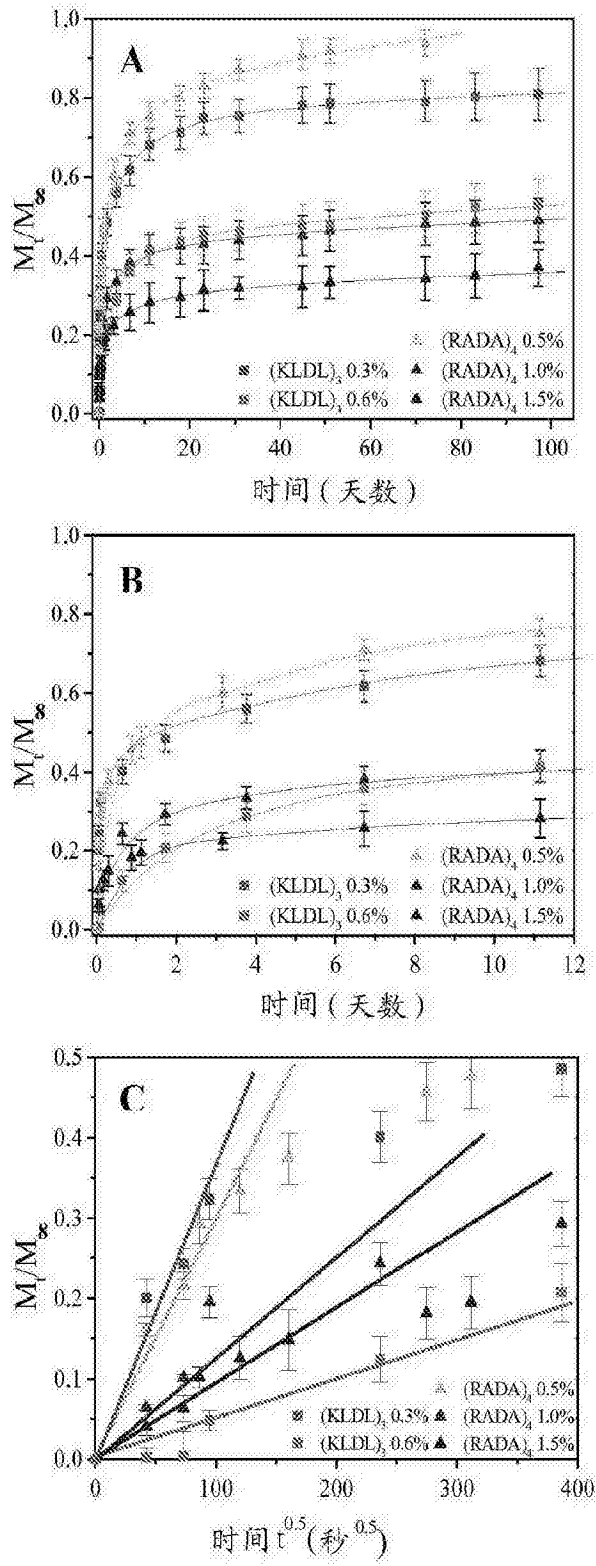 A
1.0
0.8
0.6
0.4
0.2
0.0
Mt/M∞
(RADA)4 0.5%
(KLDL)3 0.3% (RADA)4 1.0%
(KLDL)3 0.6% (RADA)4 1.5%
0 20 40 60 80 100
时间(天数)
B
1.0
0.8
0.6
0.4
0.2
0.0
Mt/M∞
(RADA)4 0.5%
(KLDL)3 0.3% (RADA)4 1.0%
(KLDL)3 0.6% (RADA)4 1.5%
0 2 4 6 8 10 12
时间(天数)
C
0.5
0.4
0.3
0.2
0.1
0.0
Mt/M∞
(RADA)4 0.5%
(KLDL)3 0.3% (RADA)4 1.0%
(KLDL)3 0.6% (RADA)4 1.5%
0 100 200 300 400
时间t^0.5(秒^0.5)